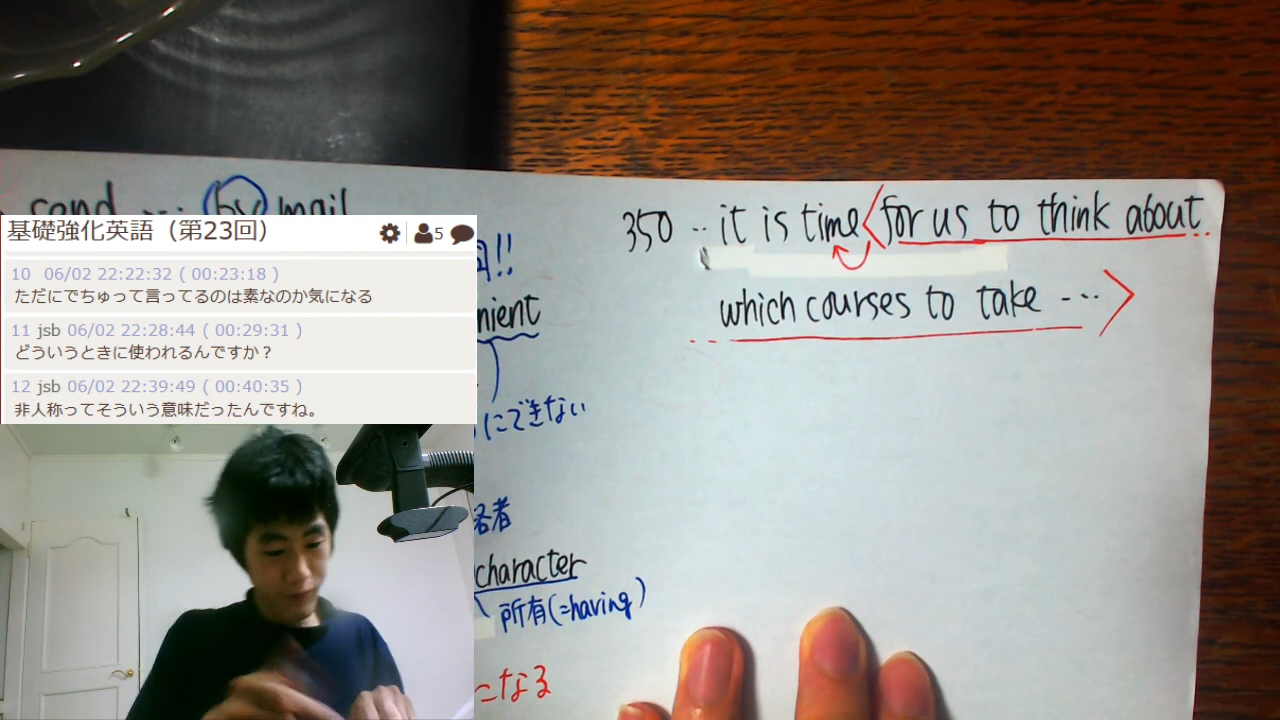 send ... by mail
基礎強化英語（第23回）
5
10 06/02 22:22:32 ( 00:23:18 )
ただにでちゅって言ってるのは素なのか気になる
11 jsb 06/02 22:28:44 ( 00:29:31 )
どういうときに使われるんですか？
12 jsb 06/02 22:39:49 ( 00:40:35 )
非人称ってそういう意味だったんですね。
!!
nient
にできない
者
character
所有(=having)
になる
350 .. it is time <for us to think about
which courses to take ... >